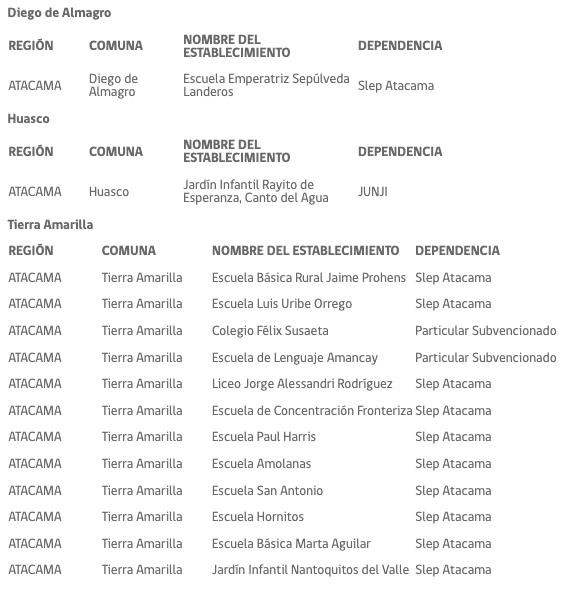 Diego de Almagro
REGIÓN COMUNA NOMBRE DEL ESTABLECIMIENTO DEPENDENCIA
ATACAMA Diego de Almagro Escuela Emperatriz Sepúlveda Landeros Slep Atacama
Huasco
REGIÓN COMUNA NOMBRE DEL ESTABLECIMIENTO DEPENDENCIA
ATACAMA Huasco Jardín Infantil Rayito de Esperanza, Canto del Agua JUNJI
Tierra Amarilla
REGIÓN COMUNA NOMBRE DEL ESTABLECIMIENTO DEPENDENCIA
ATACAMA Tierra Amarilla Escuela Básica Rural Jaime Prohens Slep Atacama
ATACAMA Tierra Amarilla Escuela Luis Uribe Orrego Slep Atacama
ATACAMA Tierra Amarilla Colegio Félix Susaeta Particular Subvencionado
ATACAMA Tierra Amarilla Escuela de Lenguaje Amancay Particular Subvencionado
ATACAMA Tierra Amarilla Liceo Jorge Alessandri Rodríguez Slep Atacama
ATACAMA Tierra Amarilla Escuela de Concentración Fronteriza Slep Atacama
ATACAMA Tierra Amarilla Escuela Paul Harris Slep Atacama
ATACAMA Tierra Amarilla Escuela Amolanas Slep Atacama
ATACAMA Tierra Amarilla Escuela San Antonio Slep Atacama
ATACAMA Tierra Amarilla Escuela Hornitos Slep Atacama
ATACAMA Tierra Amarilla Escuela Básica Marta Aguilar Slep Atacama
ATACAMA Tierra Amarilla Jardín Infantil Nantoquitos del Valle Slep Atacama